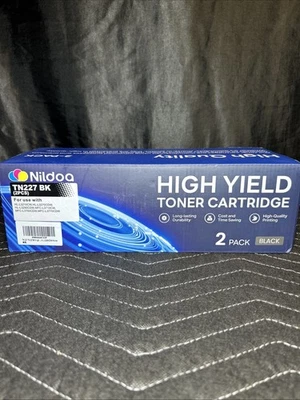 High Quality
Nildoq
TN227 BK
(2PCS)
For use with
HIGH YIELD
TONER CARTRIDGE
Long-lasting
Durability
Cost and
Time Saving
High-Quality
Printing
2 PACK
BLACK